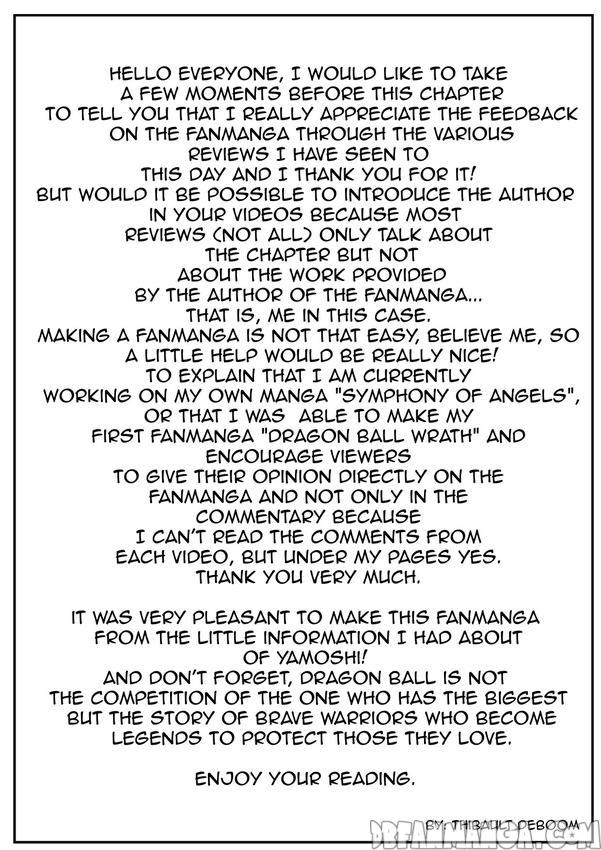 HELLO EVERYONE, I WOULD LIKE TO TAKE
A FEW MOMENTS BEFORE THIS CHAPTER
TO TELL YOU THAT I REALLY APPRECIATE THE FEEDBACK
ON THE FANMANGA THROUGH THE VARIOUS
REVIEWS I HAVE SEEN TO
THIS DAY AND I THANK YOU FOR IT!
BUT WOULD IT BE POSSIBLE TO INTRODUCE THE AUTHOR
IN YOUR VIDEOS BECAUSE MOST
REVIEWS (NOT ALL) ONLY TALK ABOUT
THE CHAPTER BUT NOT
ABOUT THE WORK PROVIDED
BY THE AUTHOR OF THE FANMANGA...
THAT IS, ME IN THIS CASE.
MAKING A FANMANGA IS NOT THAT EASY, BELIEVE ME, SO
A LITTLE HELP WOULD BE REALLY NICE!
TO EXPLAIN THAT I AM CURRENTLY
WORKING ON MY OWN MANGA "SYMPHONY OF ANGELS",
OR THAT I WAS ABLE TO MAKE MY
FIRST FANMANGA "DRAGON BALL WRATH" AND
ENCOURAGE VIEWERS
TO GIVE THEIR OPINION DIRECTLY ON THE
FANMANGA AND NOT ONLY IN THE
COMMENTARY BECAUSE
I CAN'T READ THE COMMENTS FROM
EACH VIDEO, BUT UNDER MY PAGES YES.
THANK YOU VERY MUCH.
IT WAS VERY PLEASANT TO MAKE THIS FANMANGA
FROM THE LITTLE INFORMATION I HAD ABOUT
OF YAMOSHI!
AND DON'T FORGET, DRAGON BALL IS NOT
THE COMPETITION OF THE ONE WHO HAS THE BIGGEST
BUT THE STORY OF BRAVE WARRIORS WHO BECOME
LEGENDS TO PROTECT THOSE THEY LOVE.
ENJOY YOUR READING.
BY: THIBAULT DEBOOM
DREAMMANGA.COM